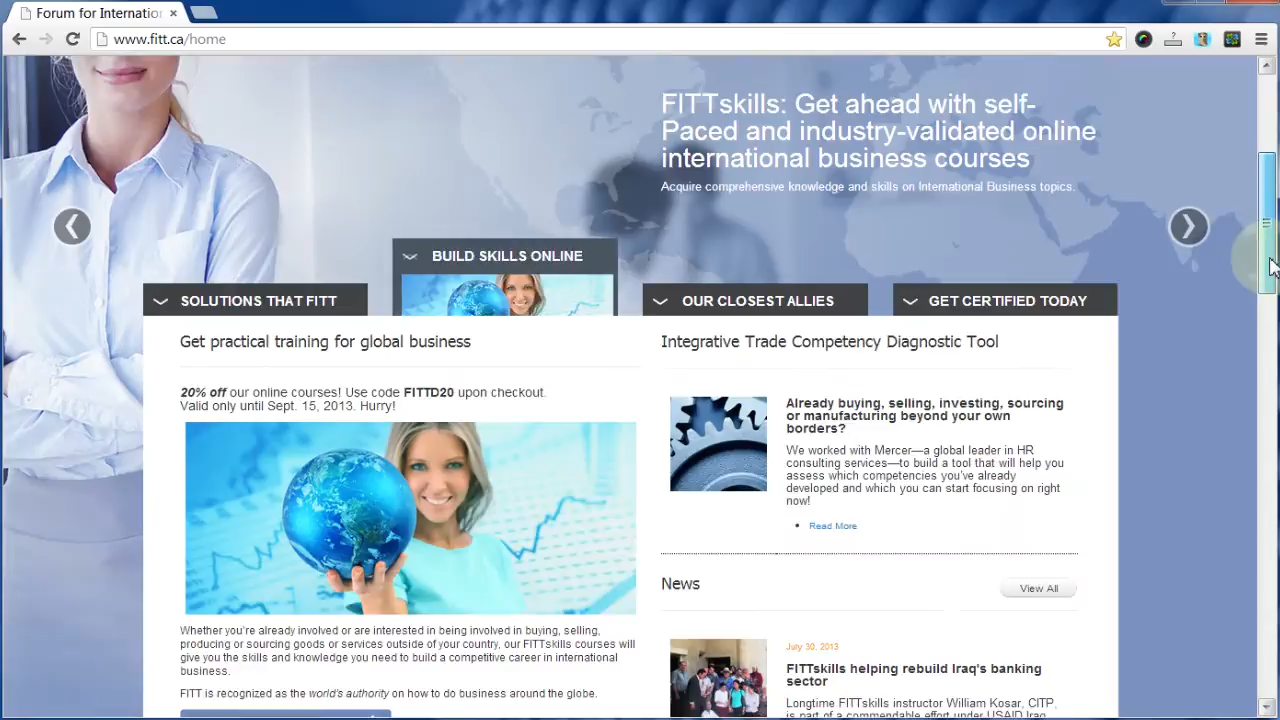 Forum for Internatio
www.fitt.ca/home
FITTskills: Get ahead with self-
Paced and industry-validated online
international business courses
Acquire comprehensive knowledge and skills on International Business topics.
BUILD SKILLS ONLINE
SOLUTIONS THAT FITT
OUR CLOSEST ALLIES
GET CERTIFIED TODAY
Get practical training for global business
20% off our online courses! Use code FITTD20 upon checkout.
Valid only until Sept. 15, 2013. Hurry!
Whether you're already involved or are interested in being involved in buying, selling,
producing or sourcing goods or services outside of your country, our FITTskills courses will
give you the skills and knowledge you need to build a competitive career in international
business.
FITT is recognized as the world's authority on how to do business around the globe.
Integrative Trade Competency Diagnostic Tool
Already buying, selling, investing, sourcing
or manufacturing beyond your own
borders?
We worked with Mercer—a global leader in HR
consulting services—to build a tool that will help you
assess which competencies you've already
developed and which you can start focusing on right
now!
Read More
News
View All
July 30, 2013
FITTskills helping rebuild Iraq's banking
sector
Longtime FITTskills instructor William Kosar, CITP,
is part of a commendable effort under USAID Iraq